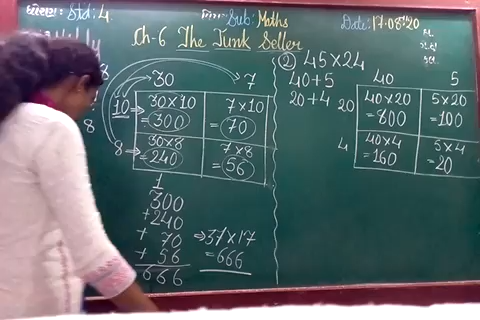 ધોરણ: Std: 4
વિષય: Sub: Maths
Date: 17-08-20
Ch-6 The Junk Seller
30 7
10 ⇒ 30×10 7×10
=300 =70
8 ⇒ 30×8 7×8
=240 =56
1
300
+240
+ 70
+ 56
666
⇒37×17
=666
② 45×24
40+5
20+4
40 5
20 40×20 5×20
=800 =100
4 40×4 5×4
=160 =20